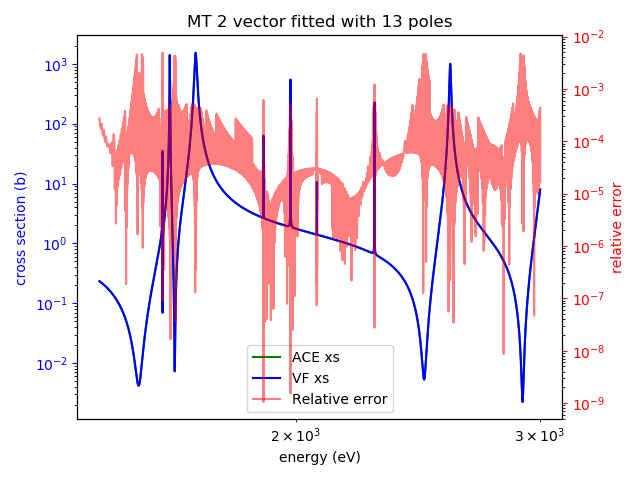 MT 2 vector fitted with 13 poles
cross section (b)
10³
10²
10¹
10⁰
10⁻¹
10⁻²
10⁻²
10⁻³
10⁻⁴
10⁻⁵
10⁻⁶
10⁻⁷
10⁻⁸
10⁻⁹
relative error
ACE xs
VF xs
Relative error
2 × 10³
3 × 10³
energy (eV)